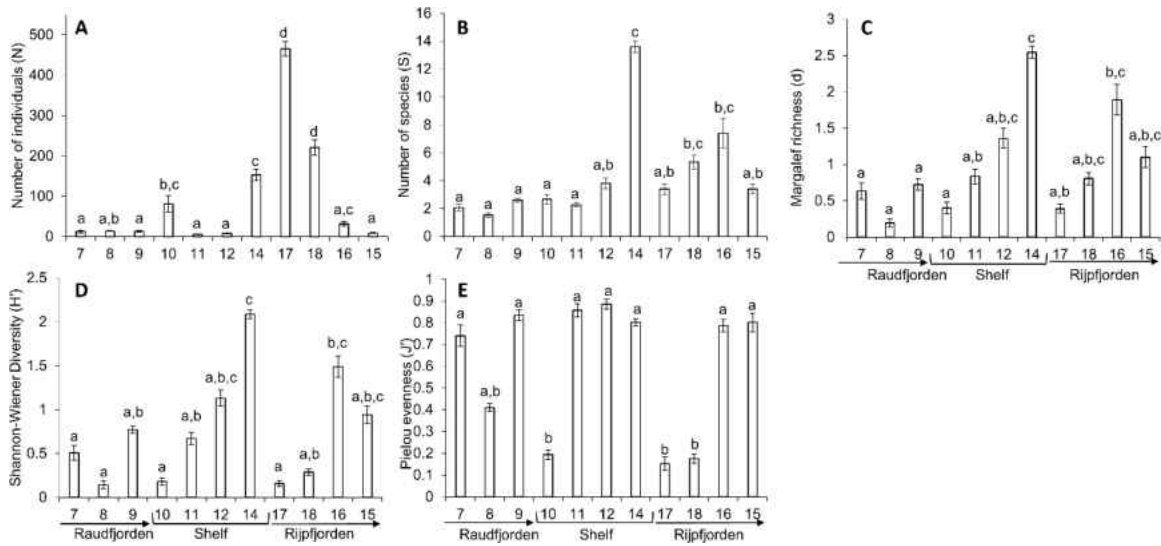 A
Number of individuals (N)
500
400
300
200
100
0
a
a,b
a
b,c
a
a
c
d
d
a,c
a
7 8 9 10 11 12 14 17 18 16 15
B
Number of species (S)
16
14
12
10
8
6
4
2
0
a
a
a
a
a
a,b
c
a,b
b,c
b,c
a,b
7 8 9 10 11 12 14 17 18 16 15
C
Margalef richness (d)
3
2.5
2
1.5
1
0.5
0
a
a
a
a
a,b
a,b,c
c
a,b
a,b,c
b,c
a,b,c
7 8 9 10 11 12 14 17 18 16 15
Raudfjorden Shelf Rijpfjorden
D
Shannon-Wiener Diversity (H')
2.5
2
1.5
1
0.5
0
a
a
a,b
a
a,b
a,b,c
c
a
a,b
b,c
a,b,c
7 8 9 10 11 12 14 17 18 16 15
Raudfjorden Shelf Rijpfjorden
E
Pielou evenness (J')
1
0.9
0.8
0.7
0.6
0.5
0.4
0.3
0.2
0.1
0
a
a,b
a
b
a
a
a
b
b
a
a
7 8 9 10 11 12 14 17 18 16 15
Raudfjorden Shelf Rijpfjorden